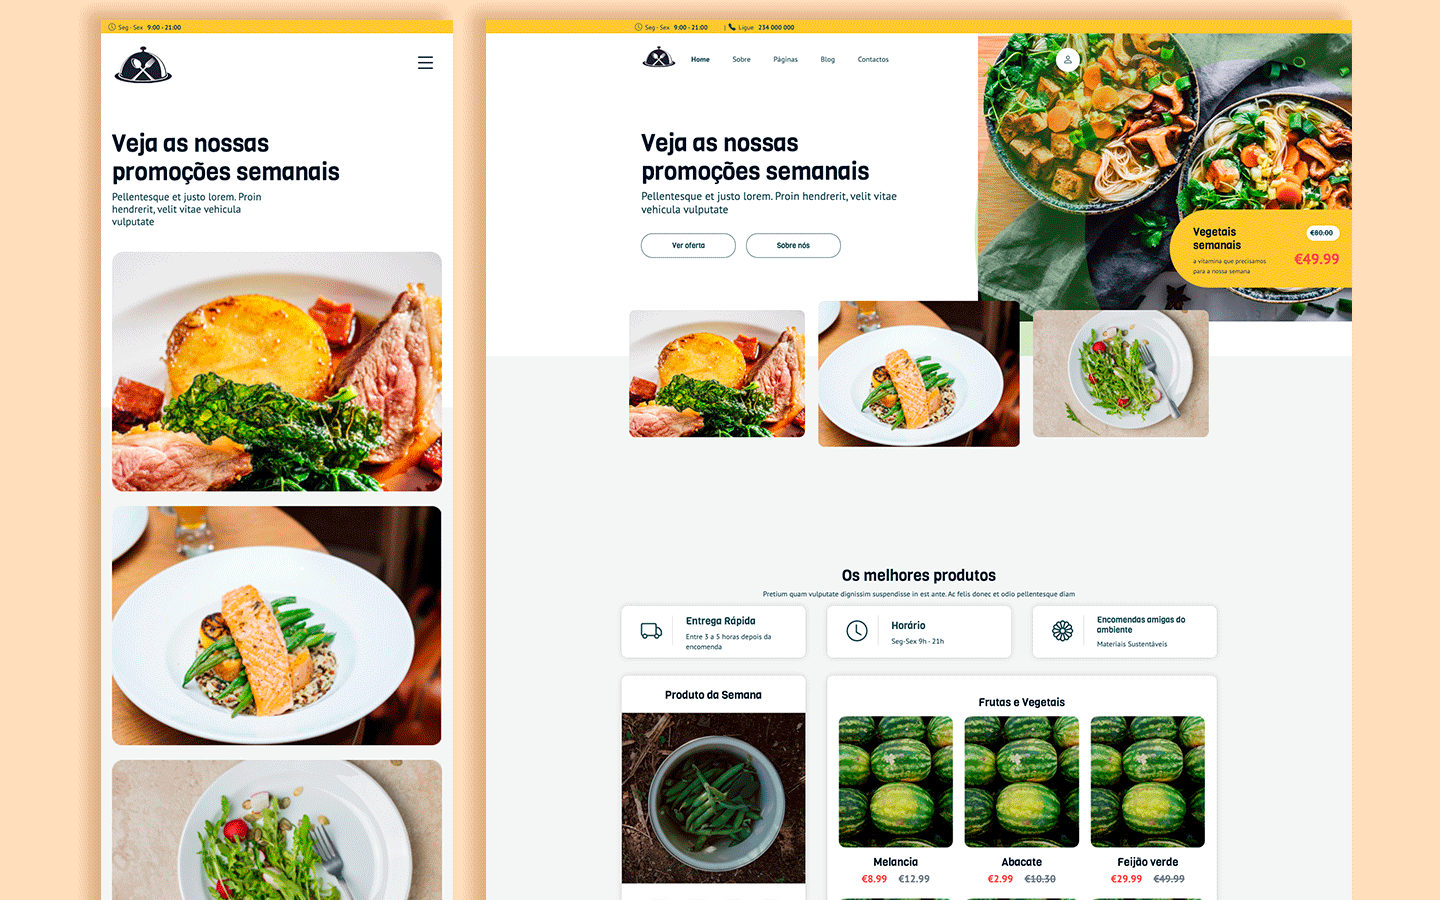 Seg - Sex 9:00 - 21:00
Veja as nossas
promoções semanais
Pellentesque et justo lorem. Proin
hendrerit, velit vitae vehicula
vulputate
Seg - Sex 9:00 - 21:00 | Ligue 234 000 000
Home Sobre Páginas Blog Contactos
Veja as nossas
promoções semanais
Pellentesque et justo lorem. Proin hendrerit, velit vitae
vehicula vulputate
Ver oferta Sobre nós
Vegetais
semanais
a vitamina que precisamos
para a nossa semana
€80.00
€49.99
Os melhores produtos
Pretium quam vulputate dignissim suspendisse in est ante. Ac felis donec et odio pellentesque diam
Entrega Rápida
Entre 3 a 5 horas depois da
encomenda
Horário
Seg-Sex 9h - 21h
Encomendas amigas do
ambiente
Materiais Sustentáveis
Produto da Semana
Frutas e Vegetais
Melancia
€8.99 €12.99
Abacate
€2.99 €10.30
Feijão verde
€29.99 €49.99